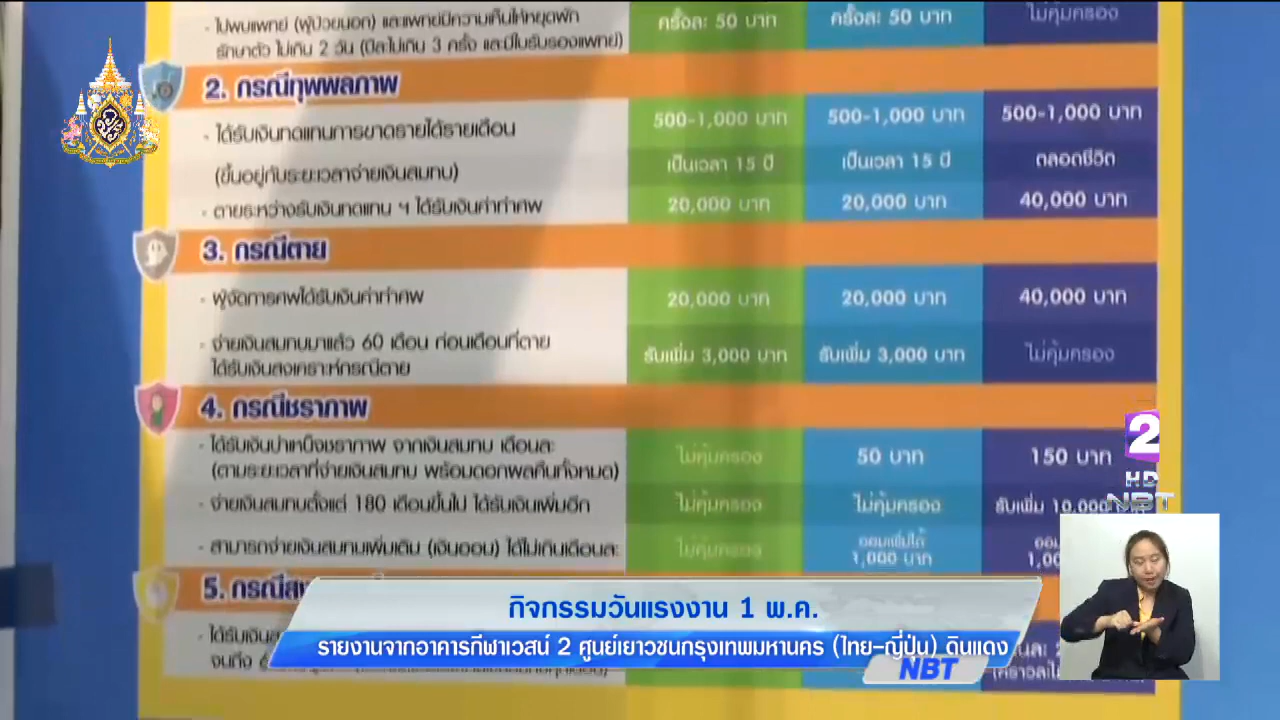 - ไปพบแพทย์ (ผู้ป่วยนอก) และแพทย์มีความเห็นให้หยุดพัก
รักษาตัว ไม่เกิน 2 วัน (ปีละไม่เกิน 3 ครั้ง และมีใบรับรองแพทย์)
ครั้งละ 50 บาท
ครั้งละ 50 บาท
ไม่คุ้มครอง
2. กรณีทุพพลภาพ
- ได้รับเงินทดแทนการขาดรายได้รายเดือน
500-1,000 บาท
500-1,000 บาท
500-1,000 บาท
(ขึ้นอยู่กับระยะเวลาจ่ายเงินสมทบ)
เป็นเวลา 15 ปี
เป็นเวลา 15 ปี
ตลอดชีวิต
- ตายระหว่างรับเงินทดแทน ฯ ได้รับเงินค่าทำศพ
20,000 บาท
20,000 บาท
40,000 บาท
3. กรณีตาย
- ผู้จัดการศพได้รับเงินค่าทำศพ
20,000 บาท
20,000 บาท
40,000 บาท
- จ่ายเงินสมทบมาแล้ว 60 เดือน ก่อนเดือนที่ตาย
ได้รับเงินสงเคราะห์กรณีตาย
รับเพิ่ม 3,000 บาท
รับเพิ่ม 3,000 บาท
ไม่คุ้มครอง
4. กรณีชราภาพ
- ได้รับเงินบำเหน็จชราภาพ จากเงินสมทบ เดือนละ
(ตามระยะเวลาที่จ่ายเงินสมทบ พร้อมดอกผลคืนทั้งหมด)
ไม่คุ้มครอง
50 บาท
150 บาท
- จ่ายเงินสมทบตั้งแต่ 180 เดือนขึ้นไป ได้รับเงินเพิ่มอีก
ไม่คุ้มครอง
ไม่คุ้มครอง
รับเพิ่ม 10,000
- สามารถจ่ายเงินสมทบเพิ่มเติม (เงินออม) ได้ไม่เกินเดือนละ
ไม่คุ้มครอง
ออมเพิ่มได้
1,000 บาท
5. กรณี
- ได้รับเงิน
จนถึง 6
2
HD
NBT
กิจกรรมวันแรงงาน 1 พ.ค.
รายงานจากอาคารกีฬาเวสน์ 2 ศูนย์เยาวชนกรุงเทพมหานคร (ไทย-ญี่ปุ่น) ดินแดง
NBT